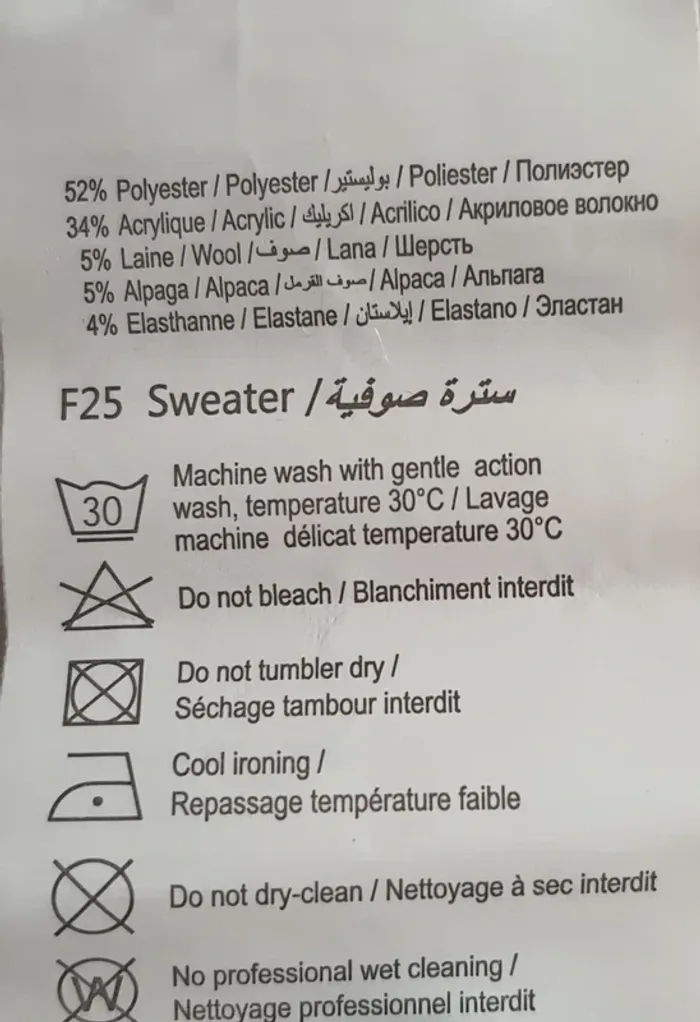 52% Polyester / Polyester / بوليستير / Poliester / Полиэстер
34% Acrylique / Acrylic / اكريليك / Acrilico / Акриловое волокно
5% Laine / Wool / صوف / Lana / Шерсть
5% Alpaga / Alpaca / صوف القرمل / Alpaca / Альпага
4% Elasthanne / Elastane / إيلاستان / Elastano / Эластан
F25 Sweater / سترة صوفية
30
Machine wash with gentle action
wash, temperature 30°C / Lavage
machine délicat temperature 30°C
Do not bleach / Blanchiment interdit
Do not tumbler dry /
Séchage tambour interdit
Cool ironing /
Repassage température faible
Do not dry-clean / Nettoyage à sec interdit
W
No professional wet cleaning /
Nettoyage professionnel interdit